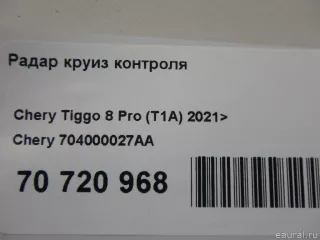 Радар круиз контроля
Chery Tiggo 8 Pro (T1A) 2021>
Chery 704000027AA
70 720 968
eaural.ru